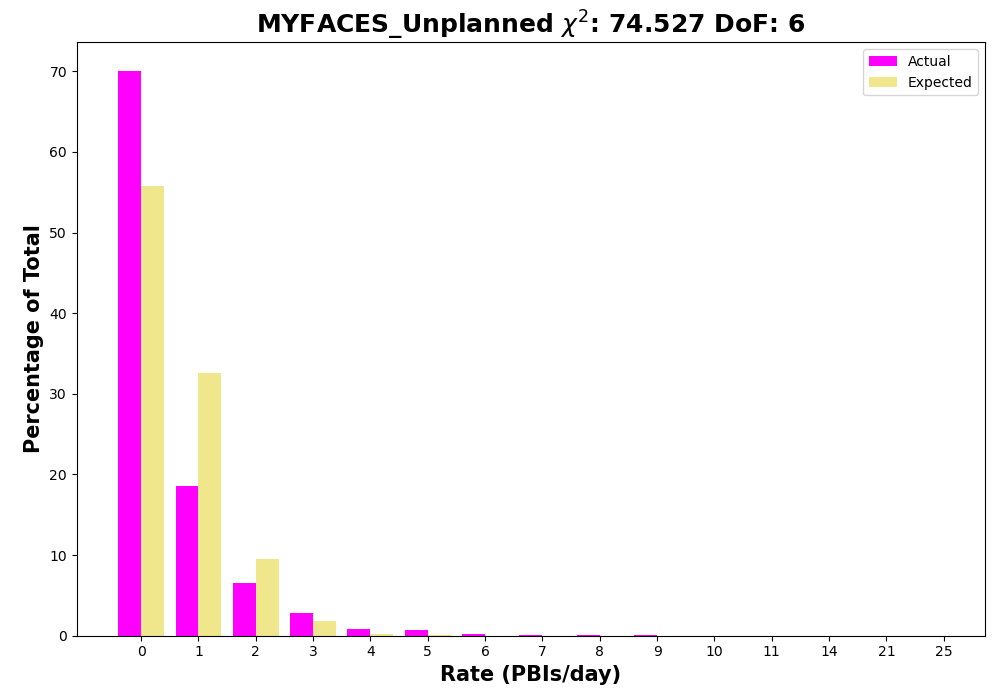 MYFACES_Unplanned χ²: 74.527 DoF: 6
Actual
Expected
Percentage of Total
70
60
50
40
30
20
10
0
0 1 2 3 4 5 6 7 8 9 10 11 14 21 25
Rate (PBIs/day)